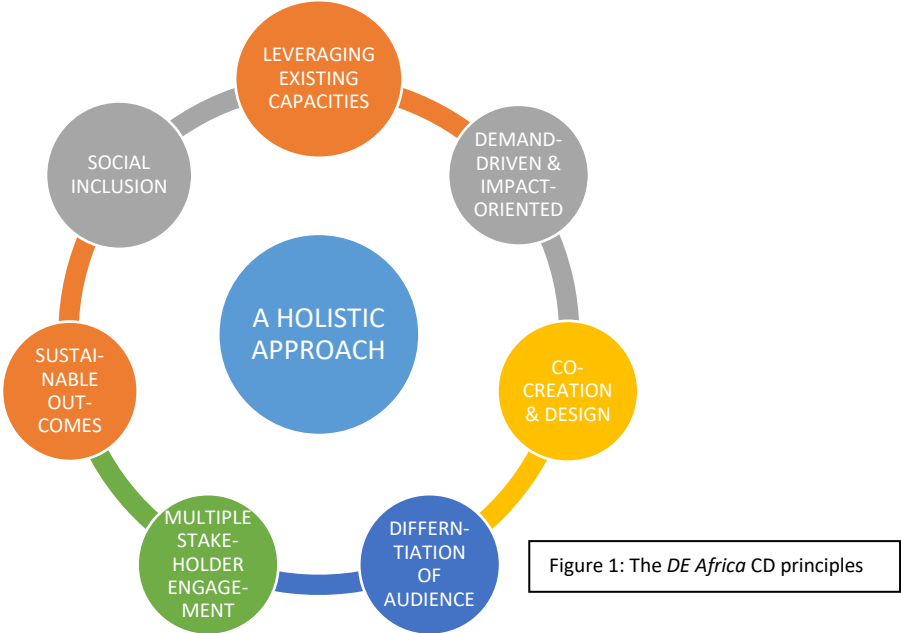 LEVERAGING
EXISTING
CAPACITIES
DEMAND-
DRIVEN &
IMPACT-
ORIENTED
CO-
CREATION
& DESIGN
DIFFERN-
TIATION
OF
AUDIENCE
MULTIPLE
STAKE-
HOLDER
ENGAGE-
MENT
SUSTAI-
NABLE
OUT-
COMES
SOCIAL
INCLUSION
A HOLISTIC
APPROACH
Figure 1: The DE Africa CD principles